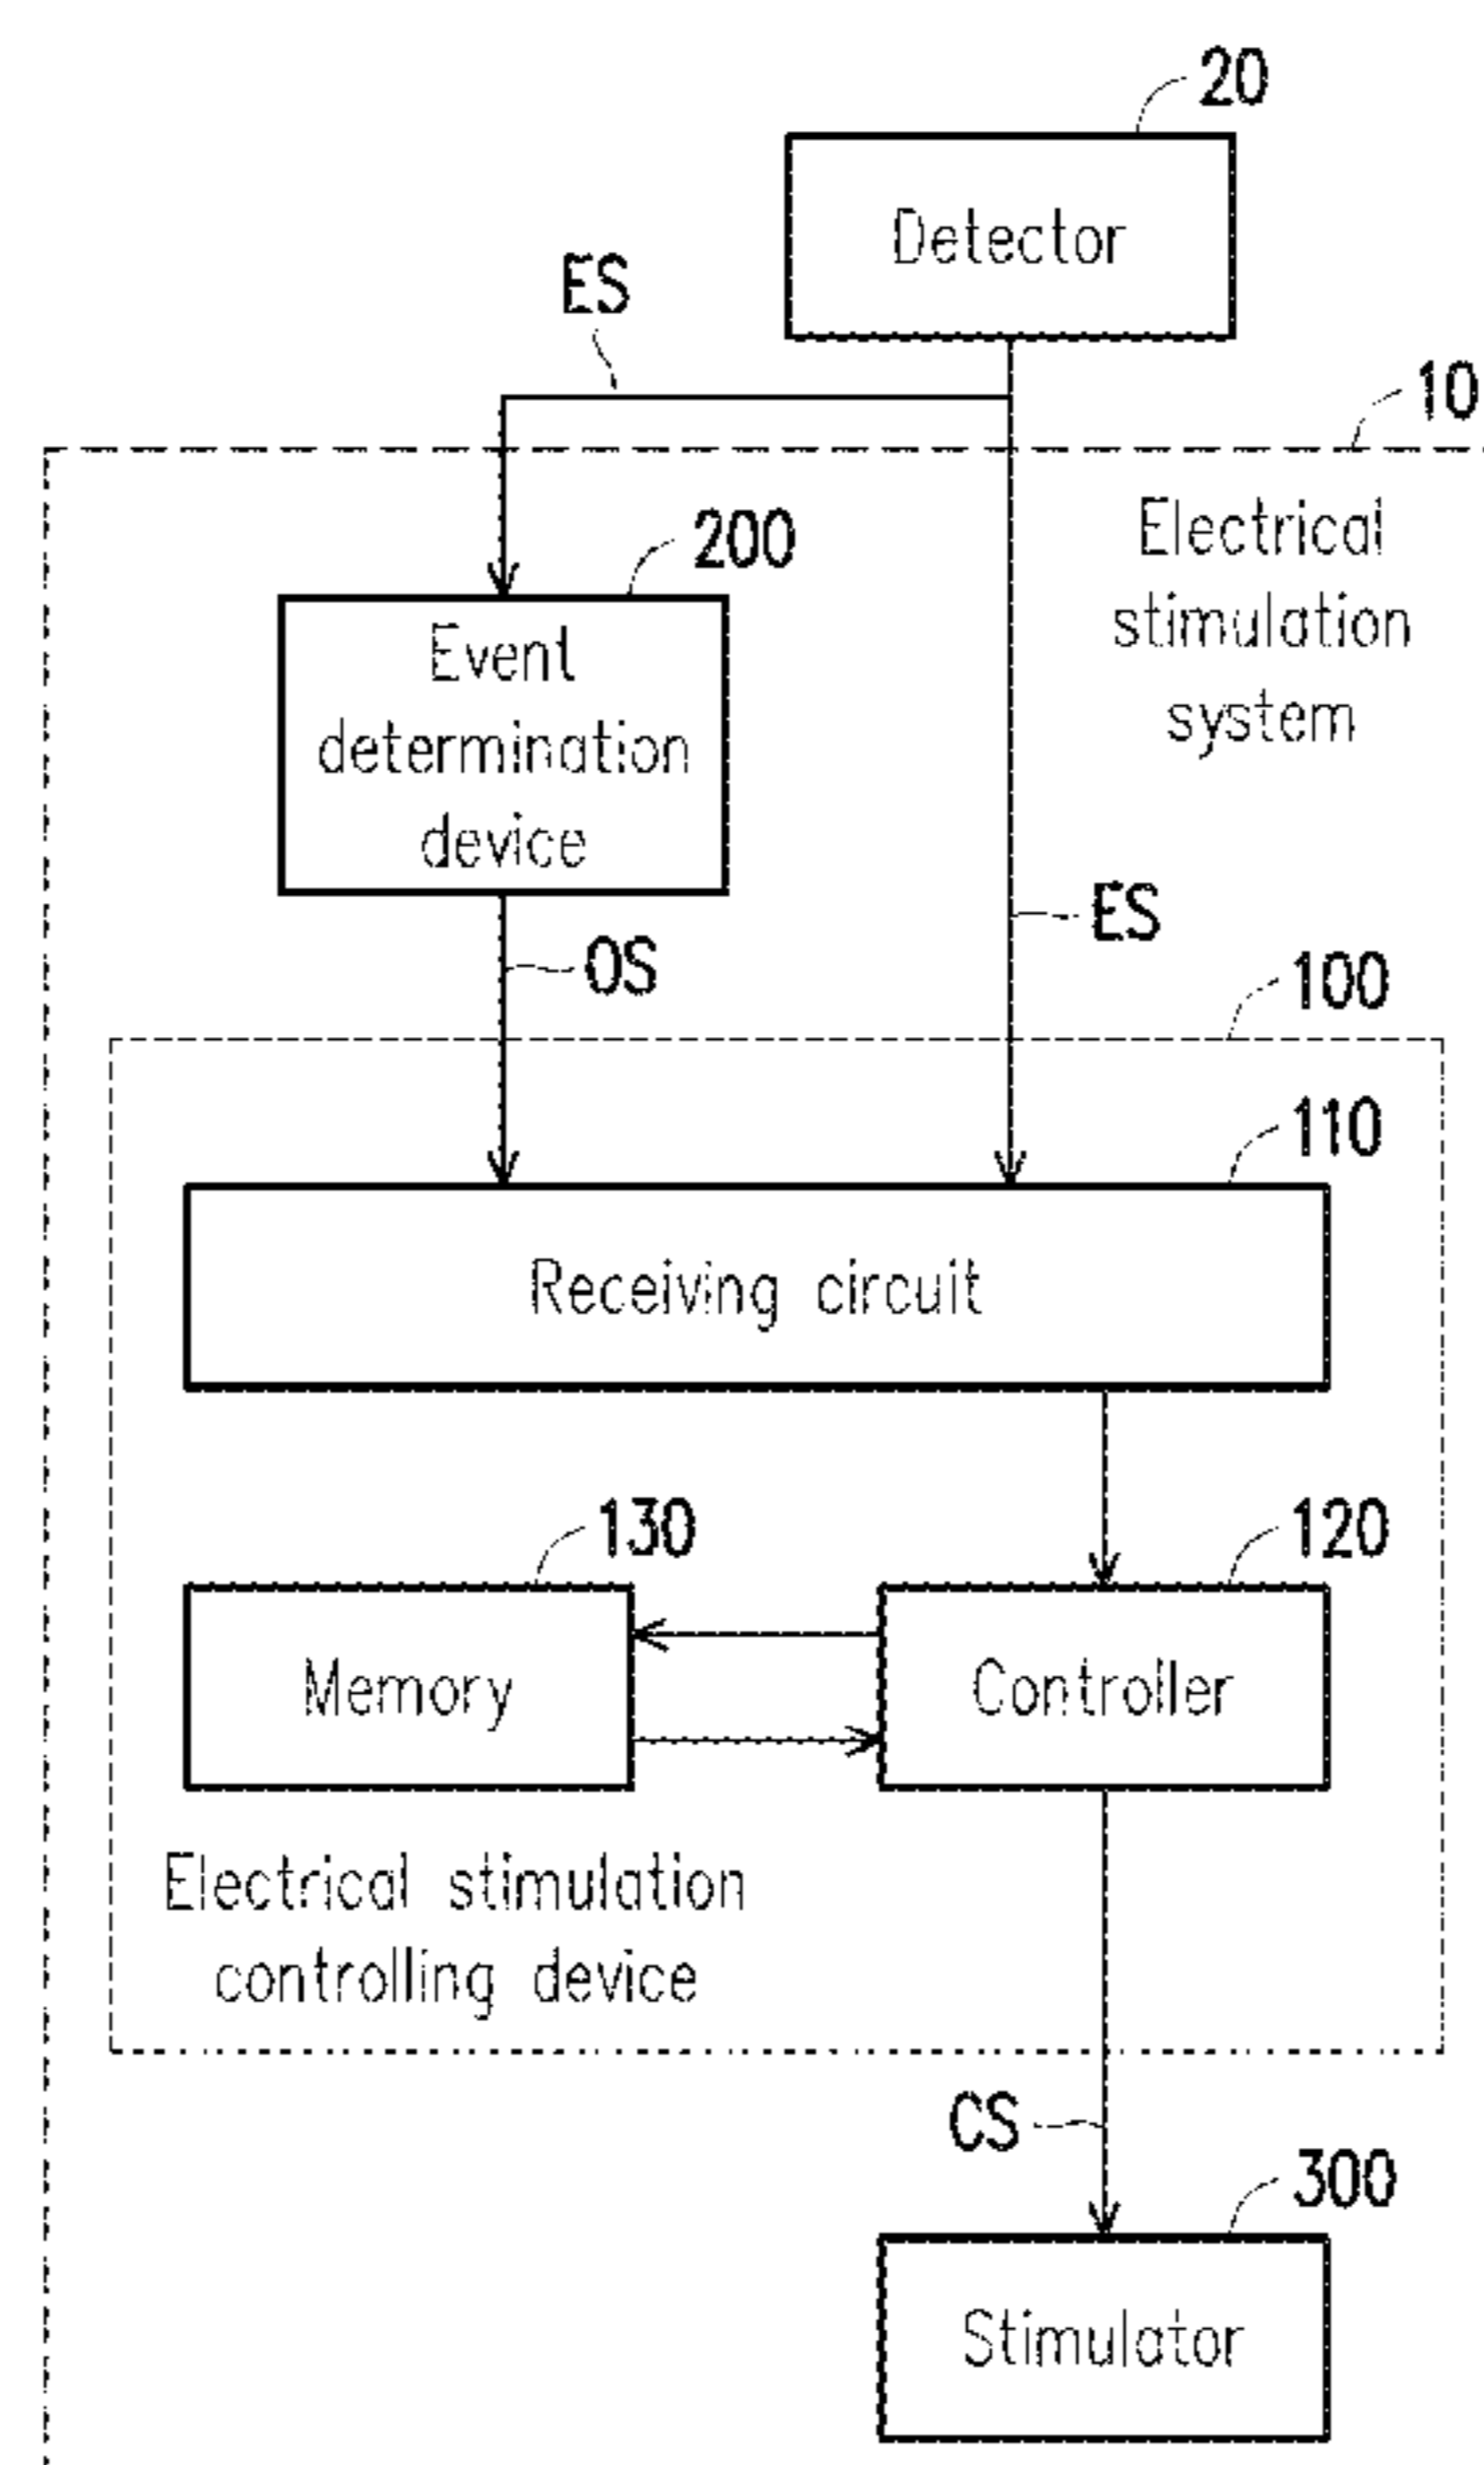 20
Detector
ES
10
Electrical
stimulation
system
200
Event
determination
device
ES
OS
100
110
Receiving circuit
130
120
Memory
Controller
Electrical stimulation
controlling device
CS
300
Stimulator